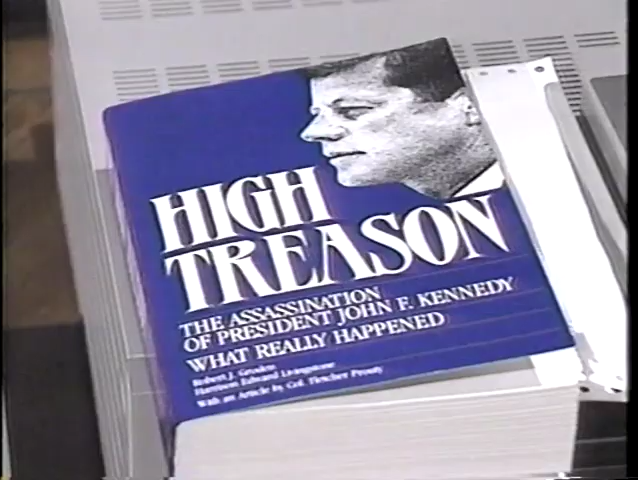 HIGH
TREASON
THE ASSASSINATION
OF PRESIDENT JOHN F. KENNEDY
WHAT REALLY HAPPENED
Robert J. Groden
Harrison Edward Livingstone
With an Article by Col. Fletcher Prouty